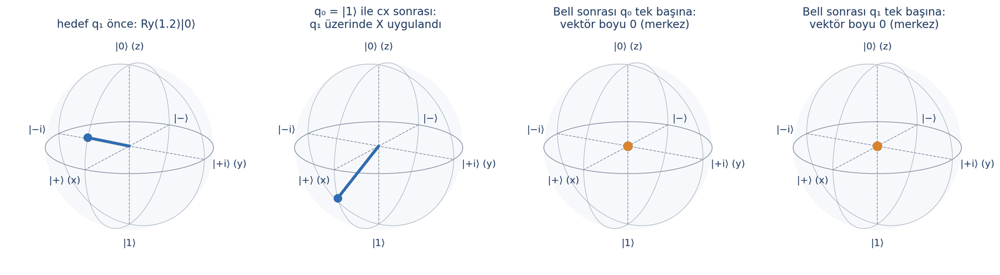 hedef q₁ önce: Ry(1.2)|0⟩
|0⟩ (z)
|−i⟩
|−⟩
|+i⟩ (y)
|+⟩ (x)
|1⟩
q₀ = |1⟩ ile cx sonrası:
q₁ üzerinde X uygulandı
|0⟩ (z)
|−i⟩
|−⟩
|+i⟩ (y)
|+⟩ (x)
|1⟩
Bell sonrası q₀ tek başına:
vektör boyu 0 (merkez)
|0⟩ (z)
|−i⟩
|−⟩
|+i⟩ (y)
|+⟩ (x)
|1⟩
Bell sonrası q₁ tek başına:
vektör boyu 0 (merkez)
|0⟩ (z)
|−i⟩
|−⟩
|+i⟩ (y)
|+⟩ (x)
|1⟩